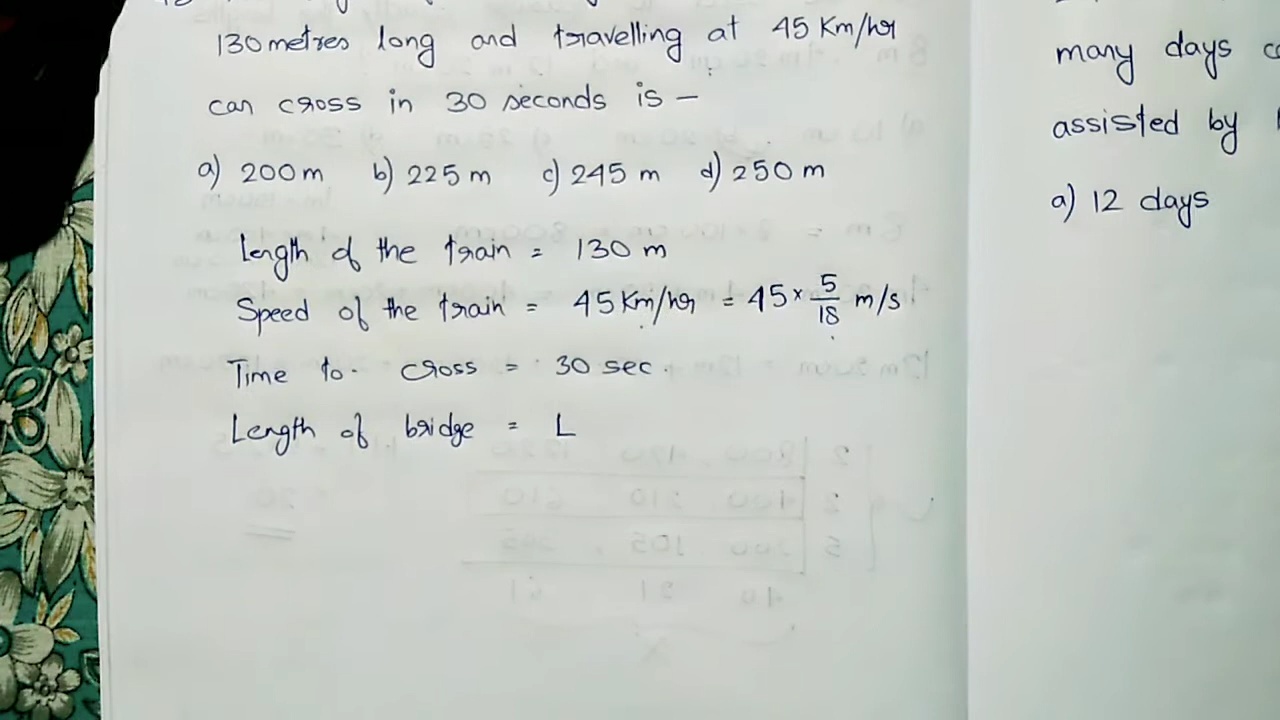 130 metres long and travelling at 45 Km/hr
can cross in 30 seconds is –
a) 200 m b) 225 m c) 245 m d) 250 m
Length of the train = 130 m
Speed of the train = 45 Km/hr = 45 × 5/18 m/s
Time to cross = 30 sec.
Length of bridge = L
many days
assisted by
a) 12 days